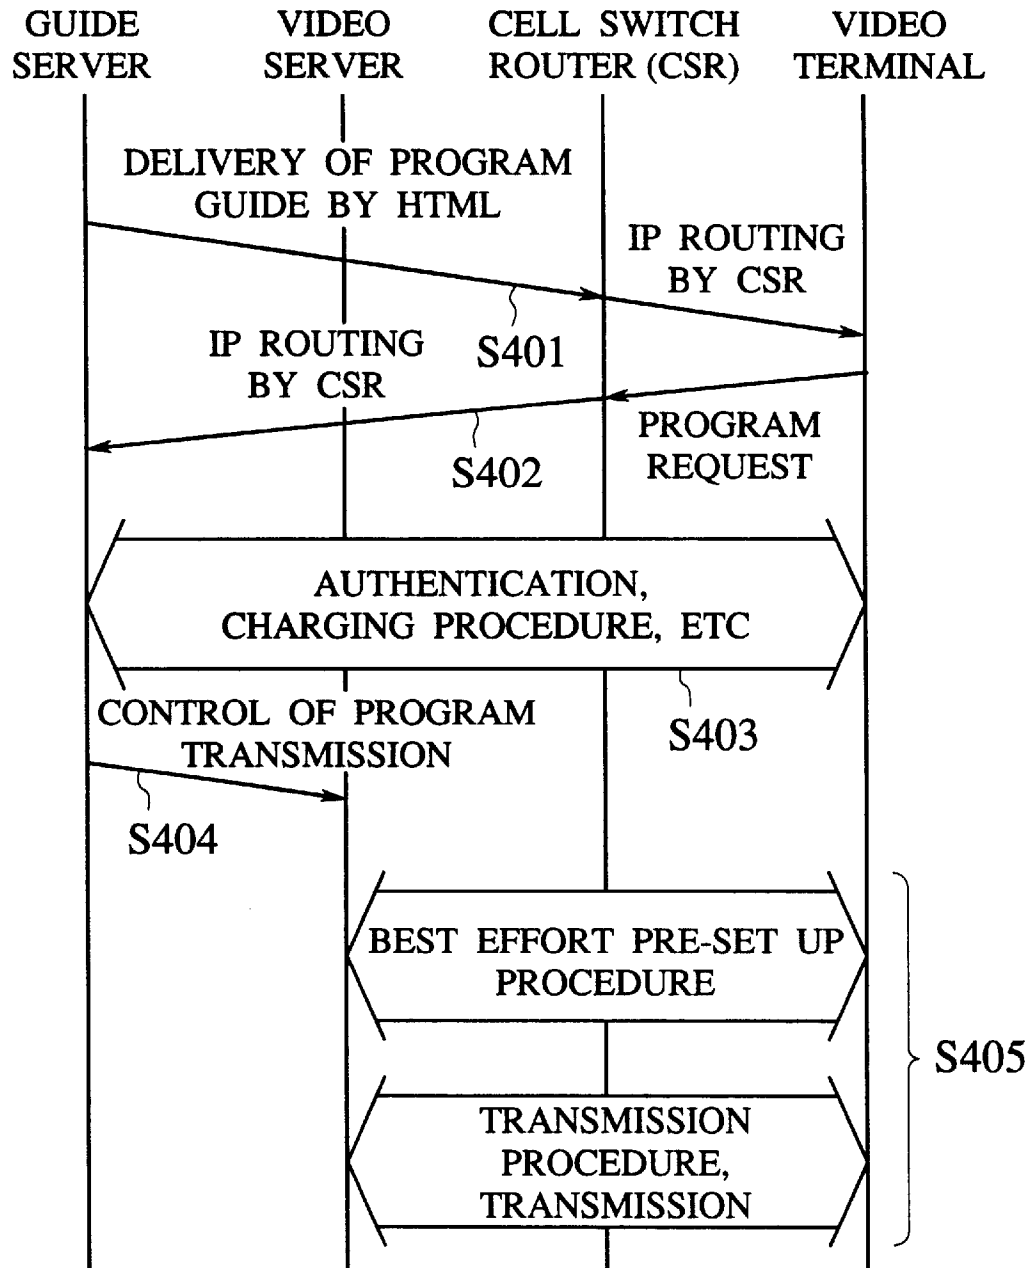 GUIDE
SERVER
VIDEO
SERVER
CELL SWITCH
ROUTER (CSR)
VIDEO
TERMINAL
DELIVERY OF PROGRAM
GUIDE BY HTML
IP ROUTING
BY CSR
S401
IP ROUTING
BY CSR
S402
PROGRAM
REQUEST
AUTHENTICATION,
CHARGING PROCEDURE, ETC
S403
CONTROL OF PROGRAM
TRANSMISSION
S404
BEST EFFORT PRE-SET UP
PROCEDURE
S405
TRANSMISSION
PROCEDURE,
TRANSMISSION